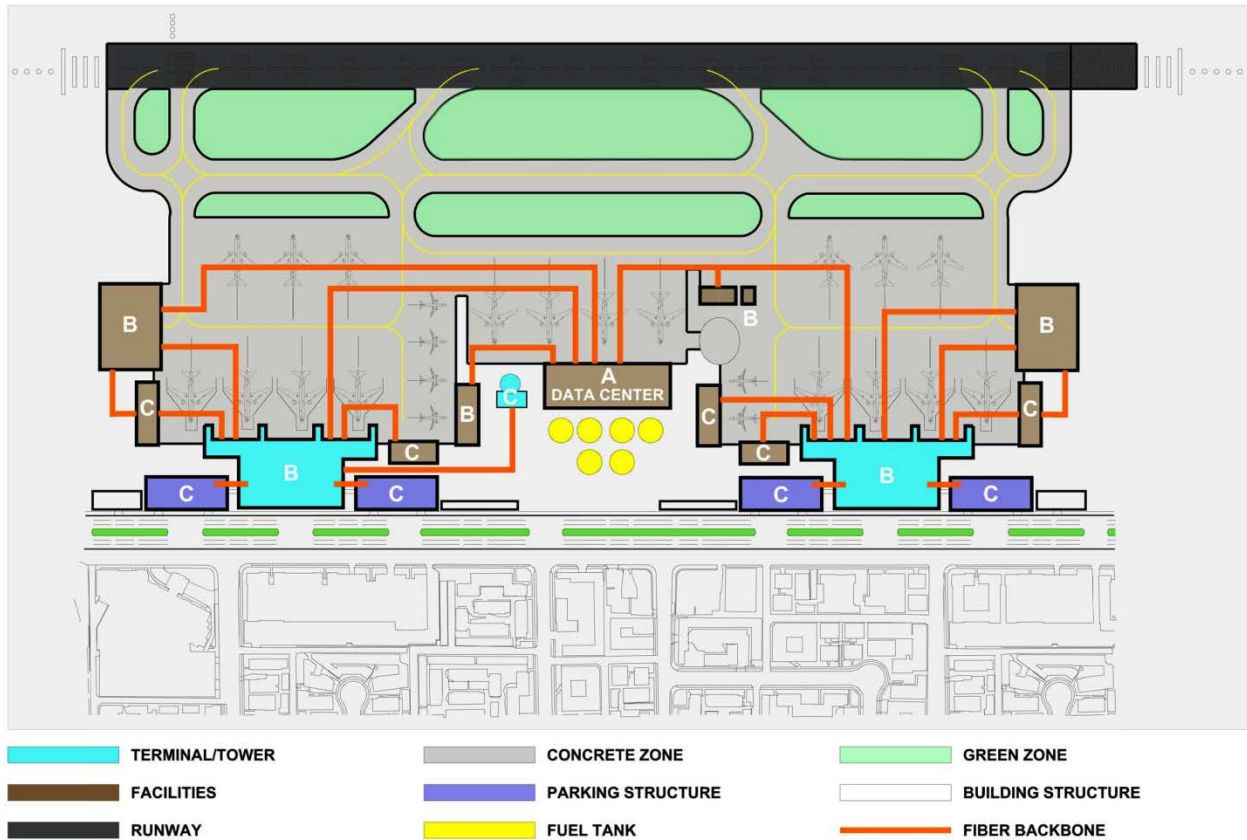 B
B
A
DATA CENTER
B
C
B
C
C
C
C
B
C
C
B
C
C
B
C
C
TERMINAL/TOWER
CONCRETE ZONE
GREEN ZONE
FACILITIES
PARKING STRUCTURE
BUILDING STRUCTURE
RUNWAY
FUEL TANK
FIBER BACKBONE